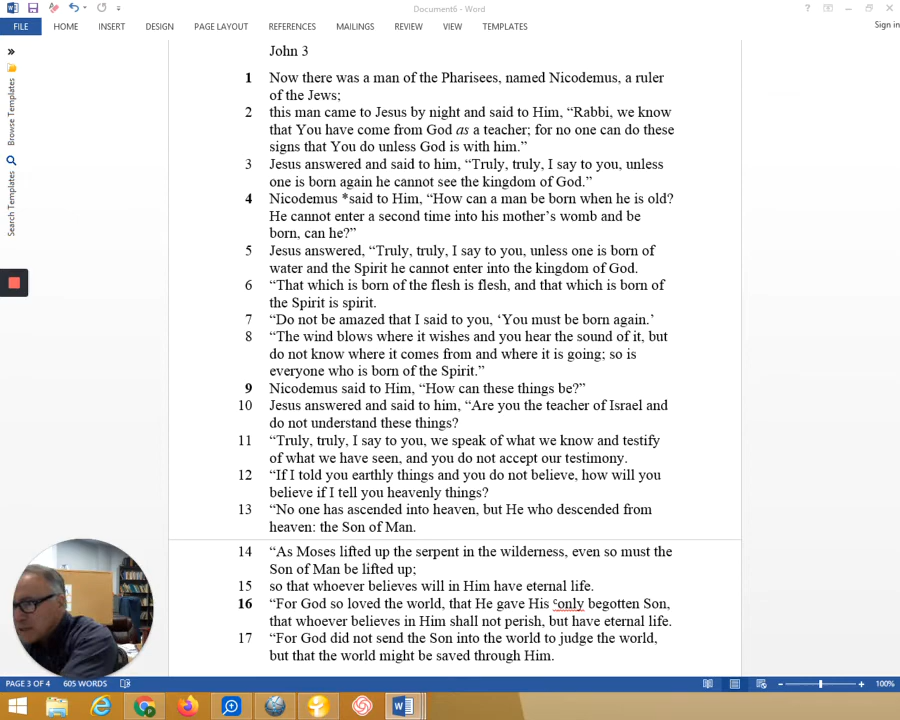 Document6 - Word
?
Sign in
FILE HOME INSERT DESIGN PAGE LAYOUT REFERENCES MAILINGS REVIEW VIEW TEMPLATES
Browse Templates
Search Templates
John 3
1 Now there was a man of the Pharisees, named Nicodemus, a ruler
of the Jews;
2 this man came to Jesus by night and said to Him, “Rabbi, we know
that You have come from God as a teacher; for no one can do these
signs that You do unless God is with him.”
3 Jesus answered and said to him, “Truly, truly, I say to you, unless
one is born again he cannot see the kingdom of God.”
4 Nicodemus *said to Him, “How can a man be born when he is old?
He cannot enter a second time into his mother’s womb and be
born, can he?”
5 Jesus answered, “Truly, truly, I say to you, unless one is born of
water and the Spirit he cannot enter into the kingdom of God.
6 “That which is born of the flesh is flesh, and that which is born of
the Spirit is spirit.
7 “Do not be amazed that I said to you, ‘You must be born again.’
8 “The wind blows where it wishes and you hear the sound of it, but
do not know where it comes from and where it is going; so is
everyone who is born of the Spirit.”
9 Nicodemus said to Him, “How can these things be?”
10 Jesus answered and said to him, “Are you the teacher of Israel and
do not understand these things?
11 “Truly, truly, I say to you, we speak of what we know and testify
of what we have seen, and you do not accept our testimony.
12 “If I told you earthly things and you do not believe, how will you
believe if I tell you heavenly things?
13 “No one has ascended into heaven, but He who descended from
heaven: the Son of Man.
14 “As Moses lifted up the serpent in the wilderness, even so must the
Son of Man be lifted up;
15 so that whoever believes will in Him have eternal life.
16 “For God so loved the world, that He gave His ᶜonly begotten Son,
that whoever believes in Him shall not perish, but have eternal life.
17 “For God did not send the Son into the world to judge the world,
but that the world might be saved through Him.
PAGE 3 OF 4 605 WORDS 100%